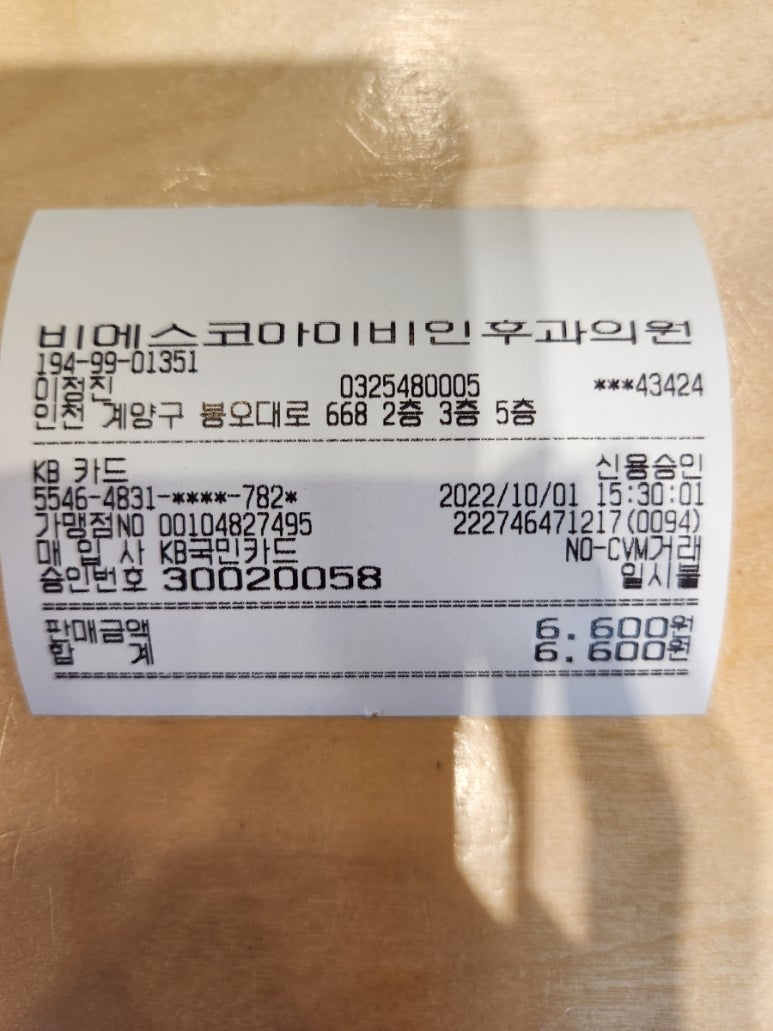 비에스코아이비인후과의원
194-99-01351
이정진 0325480005 ***43424
인천 계양구 봉오대로 668 2층 3층 5층
KB 카드 신용승인
5546-4831-****-782* 2022/10/01 15:30:01
가맹점NO 00104827495 222746471217(0094)
매 입 사 KB국민카드 NO-CVM거래
승인번호 30020058 일시불
판매금액 6.600원
합 계 6.600원